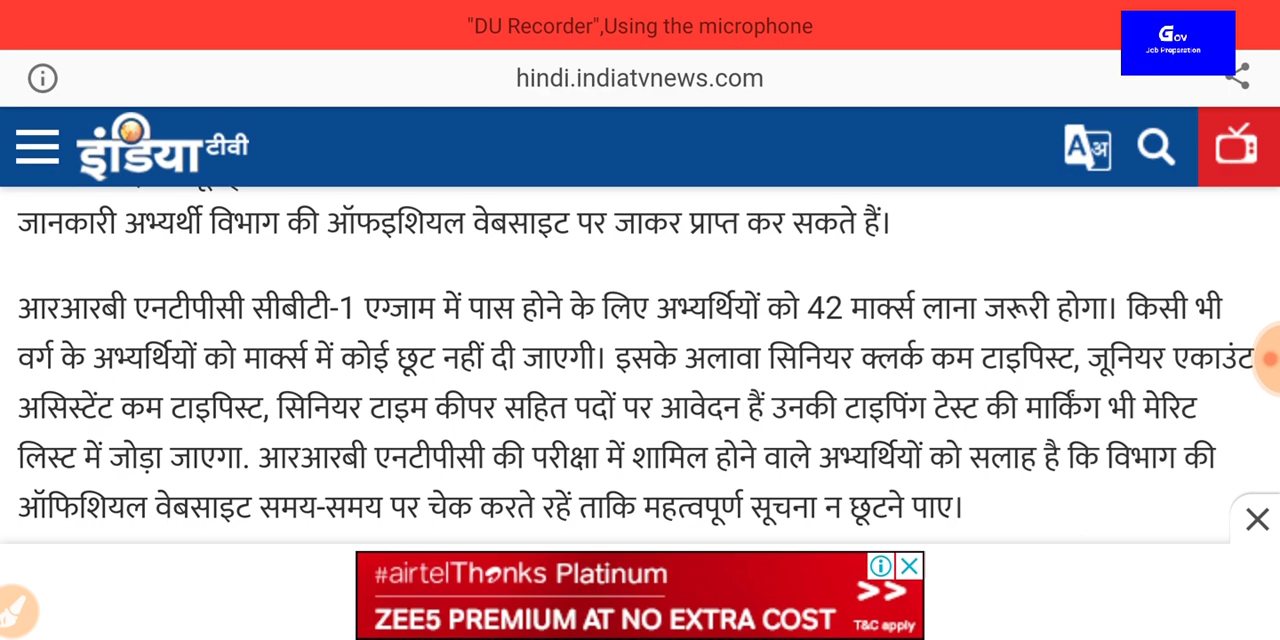 "DU Recorder",Using the microphone
Gov
Job Preparation
hindi.indiatvnews.com
इंडिया टीवी
A अ
जानकारी अभ्यर्थी विभाग की ऑफइशियल वेबसाइट पर जाकर प्राप्त कर सकते हैं।
आरआरबी एनटीपीसी सीबीटी-1 एग्जाम में पास होने के लिए अभ्यर्थियों को 42 मार्क्स लाना जरूरी होगा। किसी भी
वर्ग के अभ्यर्थियों को मार्क्स में कोई छूट नहीं दी जाएगी। इसके अलावा सिनियर क्लर्क कम टाइपिस्ट, जूनियर एकाउंट
असिस्टेंट कम टाइपिस्ट, सिनियर टाइम कीपर सहित पदों पर आवेदन हैं उनकी टाइपिंग टेस्ट की मार्किंग भी मेरिट
लिस्ट में जोड़ा जाएगा. आरआरबी एनटीपीसी की परीक्षा में शामिल होने वाले अभ्यर्थियों को सलाह है कि विभाग की
ऑफिशियल वेबसाइट समय-समय पर चेक करते रहें ताकि महत्वपूर्ण सूचना न छूटने पाए।
#airtelThanks Platinum
ZEE5 PREMIUM AT NO EXTRA COST
T&C apply